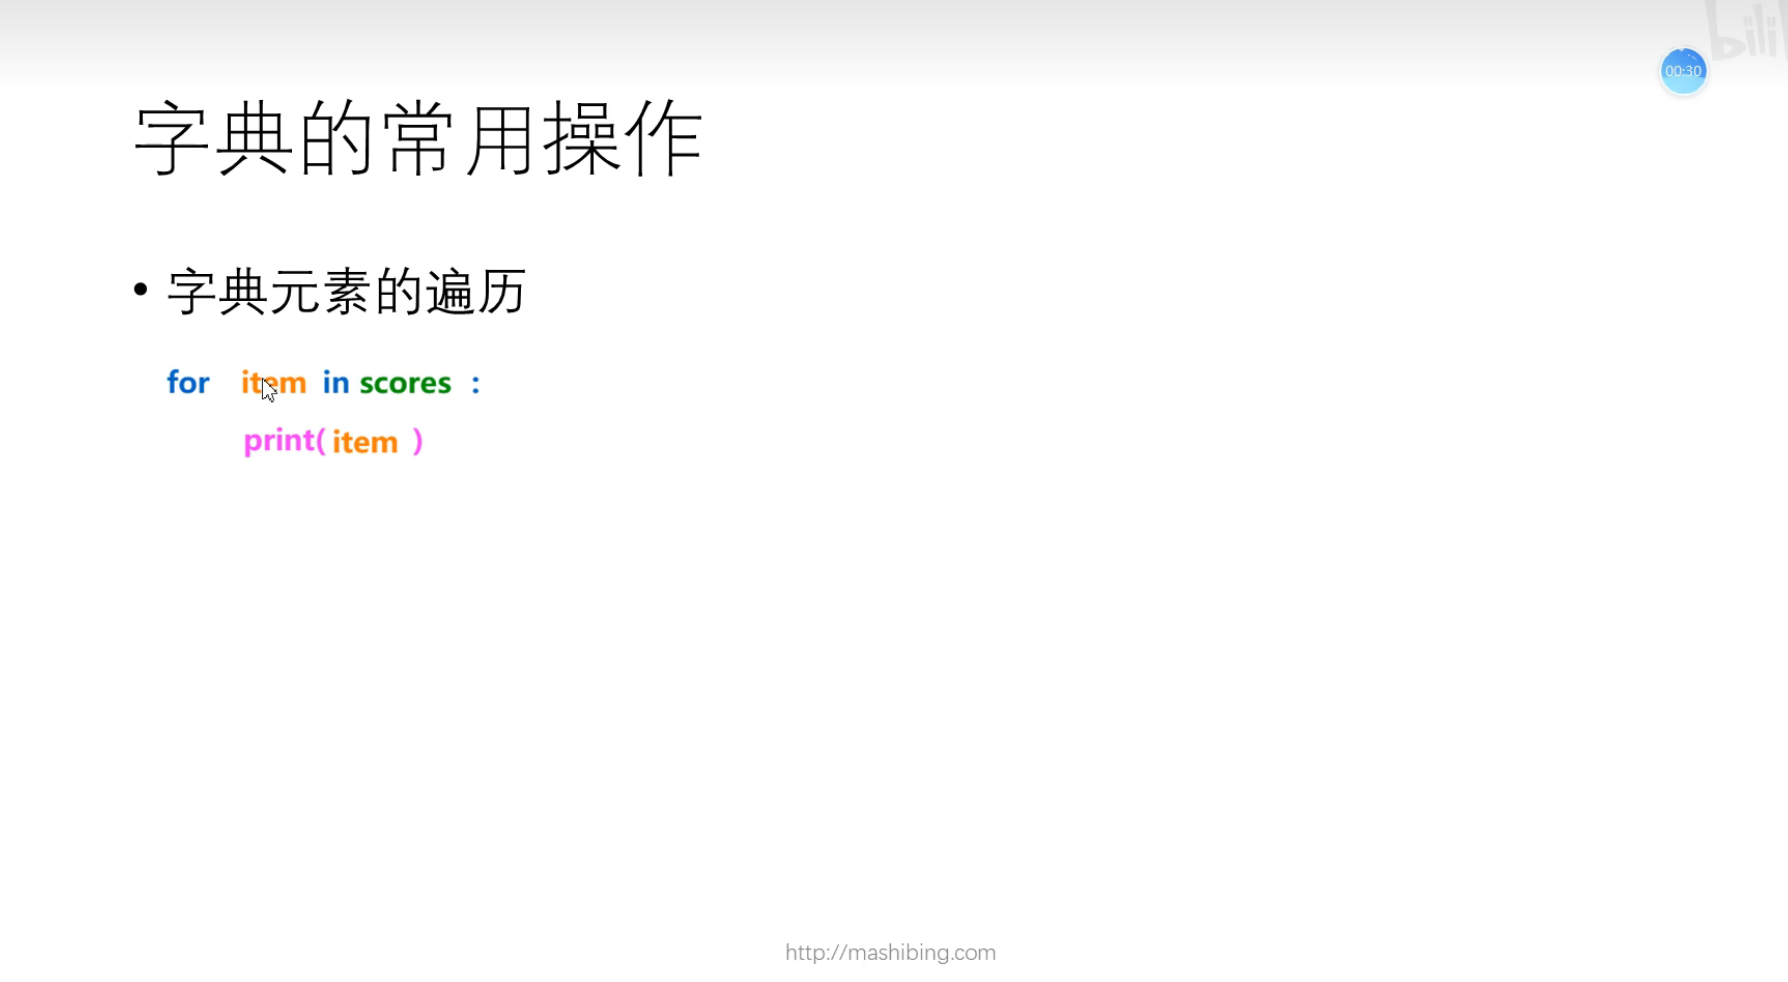 00:30
字典的常用操作
• 字典元素的遍历
for item in scores :
print( item )
http://mashibing.com